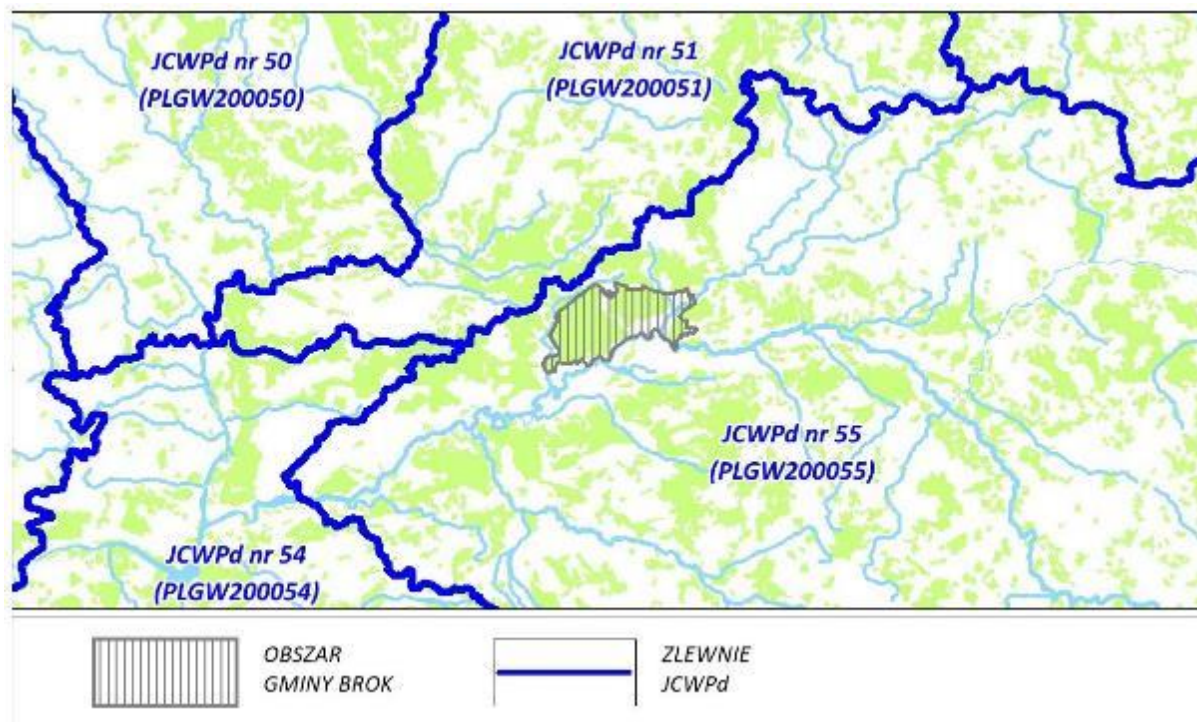 JCWPd nr 50
(PLGW200050)
JCWPd nr 51
(PLGW200051)
JCWPd nr 55
(PLGW200055)
JCWPd nr 54
(PLGW200054)
OBSZAR
GMINY BROK
ZLEWNIE
JCWPd